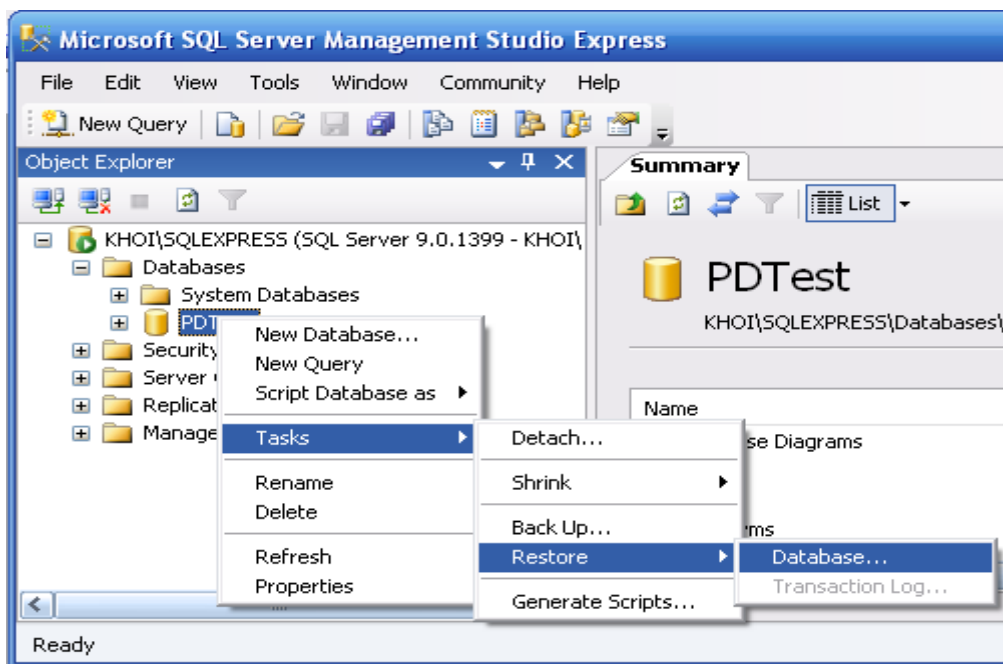 Microsoft SQL Server Management Studio Express
File Edit View Tools Window Community Help
New Query
Object Explorer
Summary
List
KHOI\SQLEXPRESS (SQL Server 9.0.1399 - KHOI\
Databases
System Databases
PDT
Security
Server
Replicat
Manage
PDTest
KHOI\SQLEXPRESS\Databases\
Name
se Diagrams
ms
New Database...
New Query
Script Database as
Tasks
Rename
Delete
Refresh
Properties
Detach...
Shrink
Back Up...
Restore
Generate Scripts...
Database...
Transaction Log...
Ready